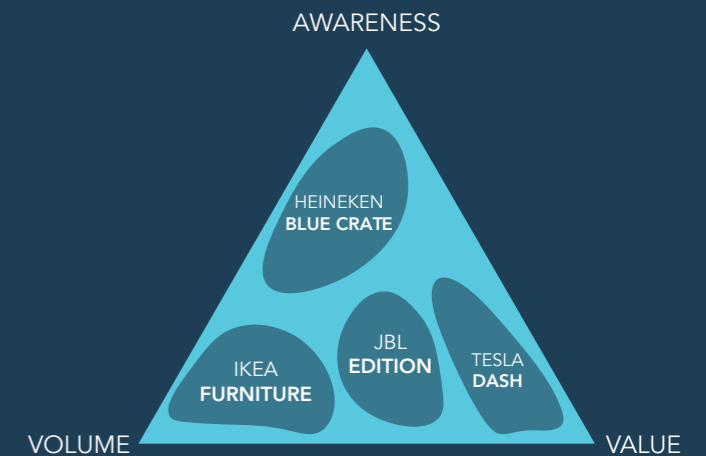 AWARENESS
HEINEKEN
BLUE CRATE
JBL
EDITION
IKEA
FURNITURE
TESLA
DASH
VOLUME
VALUE